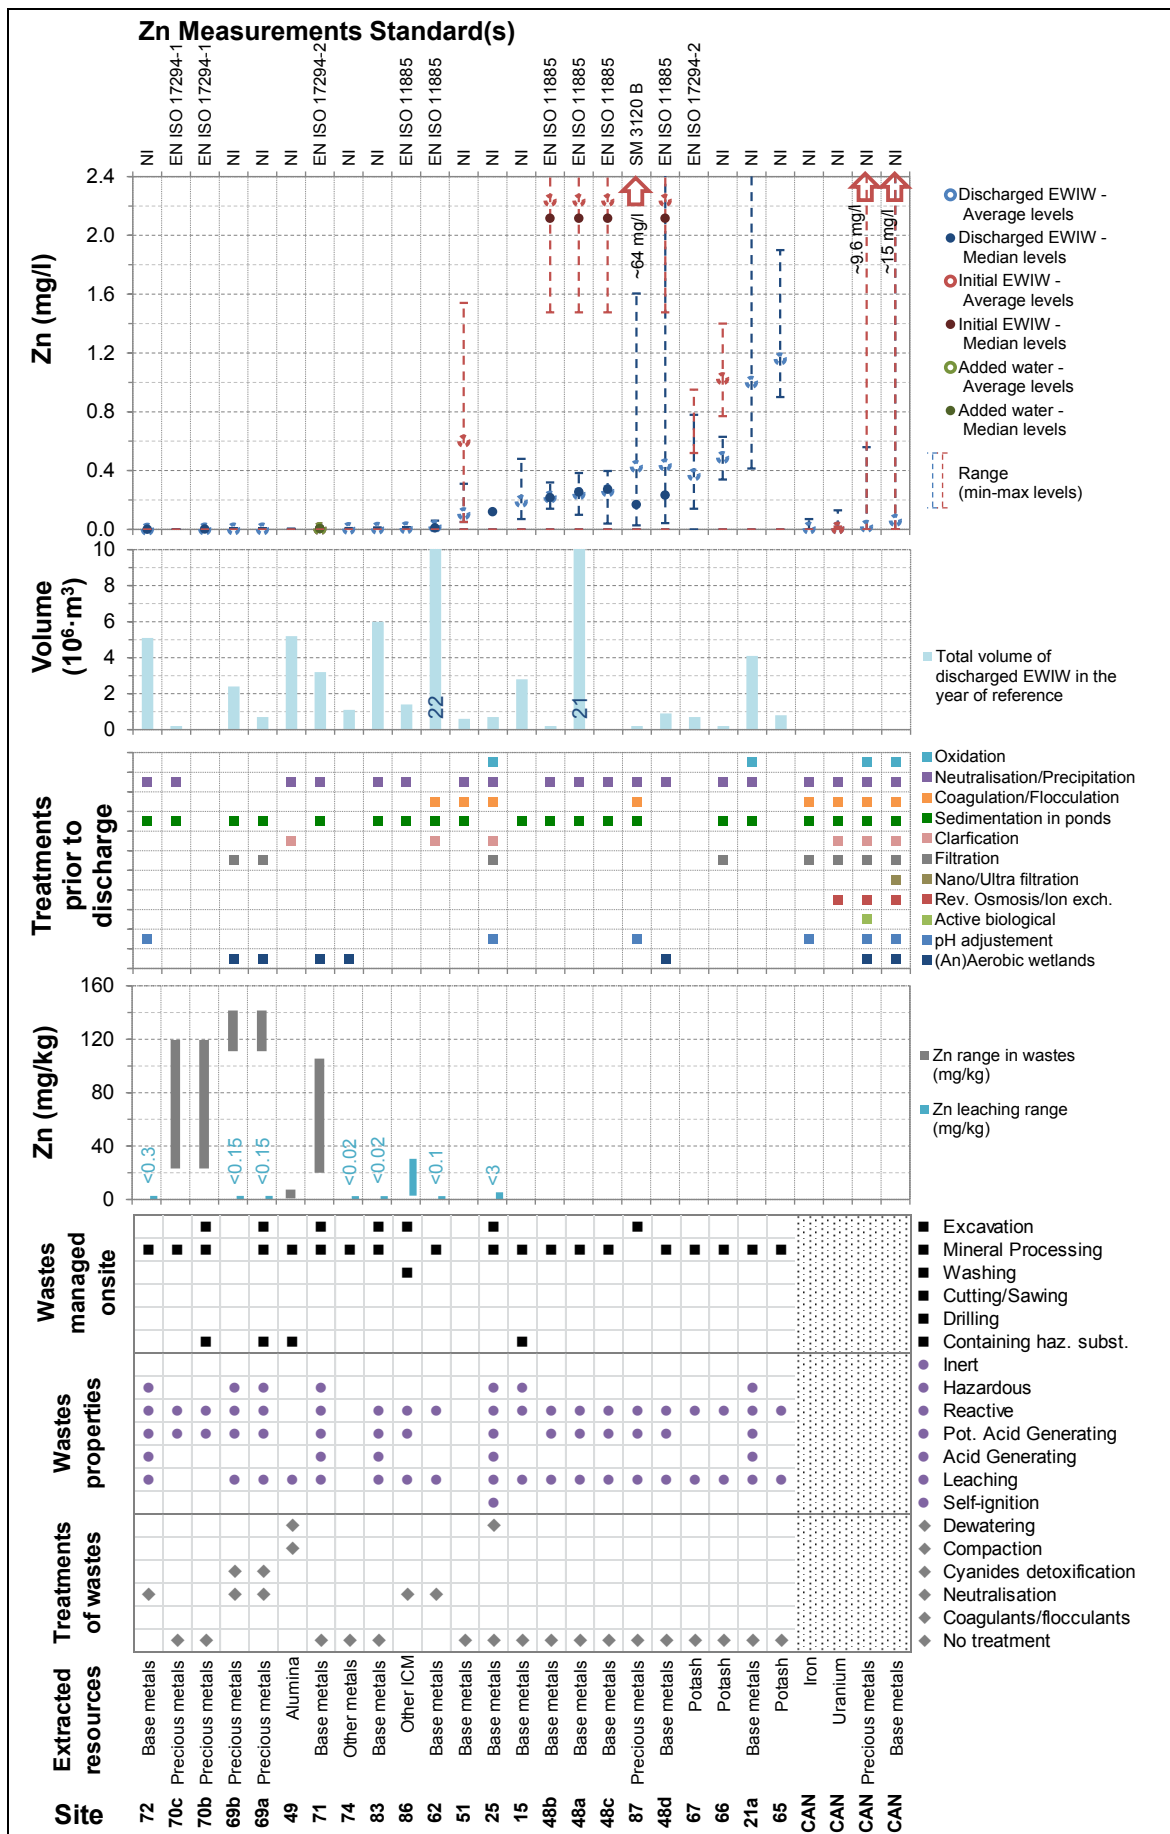 Zn Measurements Standard(s)
NI
EN ISO 17294-1
EN ISO 17294-1
NI
NI
NI
EN ISO 17294-2
NI
NI
EN ISO 11885
EN ISO 11885
NI
NI
NI
EN ISO 11885
EN ISO 11885
EN ISO 11885
SM 3120 B
EN ISO 11885
EN ISO 17294-2
NI
NI
NI
NI
NI
NI
NI
Zn (mg/l)
2.4
2.0
1.6
1.2
0.8
0.4
0.0
~64 mg/l
~9.6 mg/l
~15 mg/l
Discharged EWIW -
Average levels
Discharged EWIW -
Median levels
Initial EWIW -
Average levels
Initial EWIW -
Median levels
Added water -
Average levels
Added water -
Median levels
Range
(min-max levels)
Volume
(10⁶·m³)
10
8
6
4
2
0
22
21
Total volume of
discharged EWIW in the
year of reference
Treatments
prior to
discharge
Oxidation
Neutralisation/Precipitation
Coagulation/Flocculation
Sedimentation in ponds
Clarfication
Filtration
Nano/Ultra filtration
Rev. Osmosis/Ion exch.
Active biological
pH adjustement
(An)Aerobic wetlands
Zn (mg/kg)
160
120
80
40
0
<0.3
<0.15
<0.15
<0.02
<0.02
<0.1
<3
Zn range in wastes
(mg/kg)
Zn leaching range
(mg/kg)
Wastes
managed
onsite
Excavation
Mineral Processing
Washing
Cutting/Sawing
Drilling
Containing haz. subst.
Wastes
properties
Inert
Hazardous
Reactive
Pot. Acid Generating
Acid Generating
Leaching
Self-ignition
Treatments
of wastes
Dewatering
Compaction
Cyanides detoxification
Neutralisation
Coagulants/flocculants
No treatment
Extracted
resources
Base metals
Precious metals
Precious metals
Precious metals
Precious metals
Alumina
Base metals
Other metals
Base metals
Other ICM
Base metals
Base metals
Base metals
Base metals
Base metals
Base metals
Base metals
Precious metals
Base metals
Potash
Potash
Base metals
Potash
Iron
Uranium
Precious metals
Base metals
Site
72
70c
70b
69b
69a
49
71
74
83
86
62
51
25
15
48b
48a
48c
87
48d
67
66
21a
65
CAN
CAN
CAN
CAN